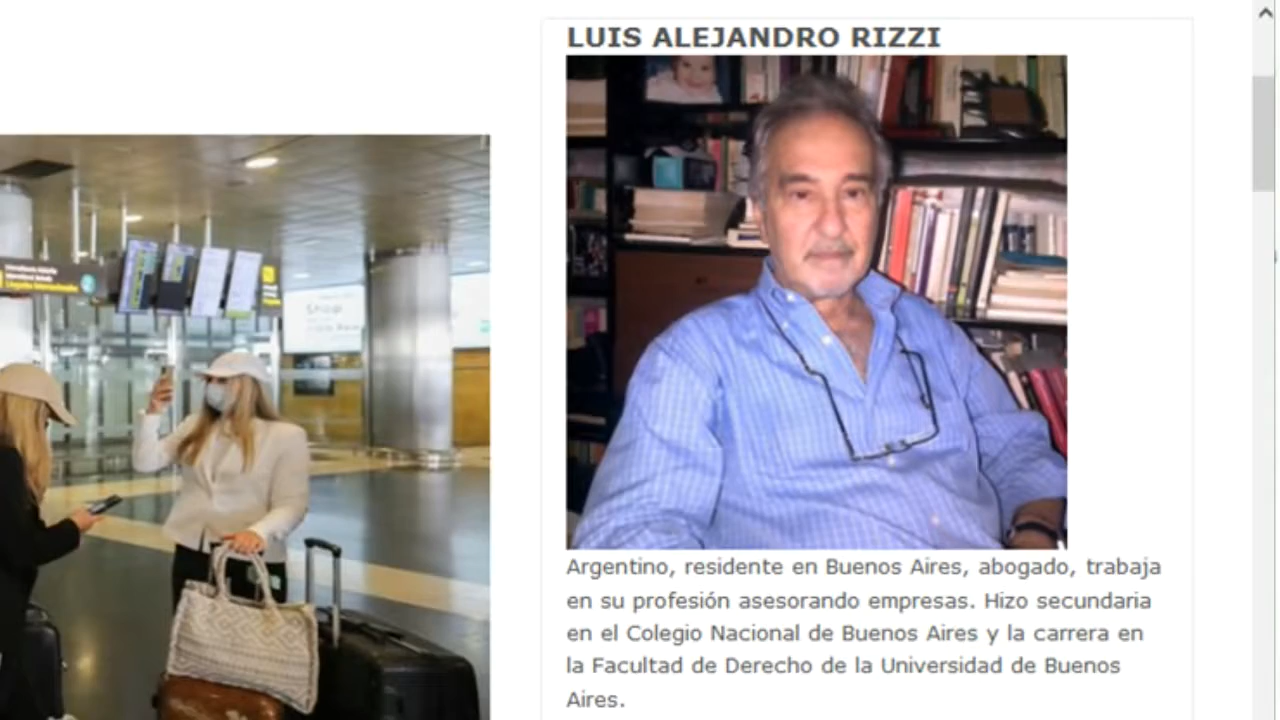 LUIS ALEJANDRO RIZZI
Shop
Argentino, residente en Buenos Aires, abogado, trabaja
en su profesión asesorando empresas. Hizo secundaria
en el Colegio Nacional de Buenos Aires y la carrera en
la Facultad de Derecho de la Universidad de Buenos
Aires.